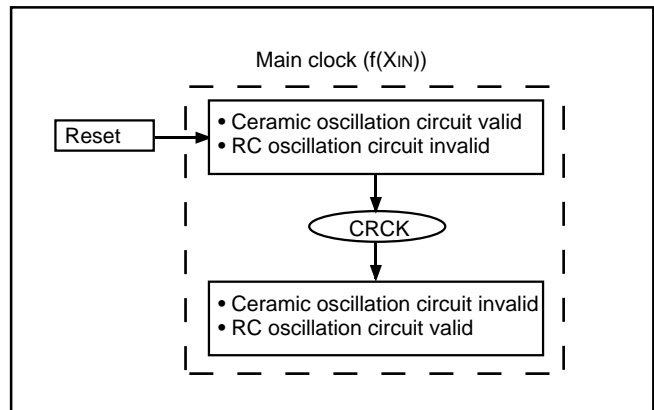 Main clock (f(XIN))
Reset
• Ceramic oscillation circuit valid
• RC oscillation circuit invalid
CRCK
• Ceramic oscillation circuit invalid
• RC oscillation circuit valid